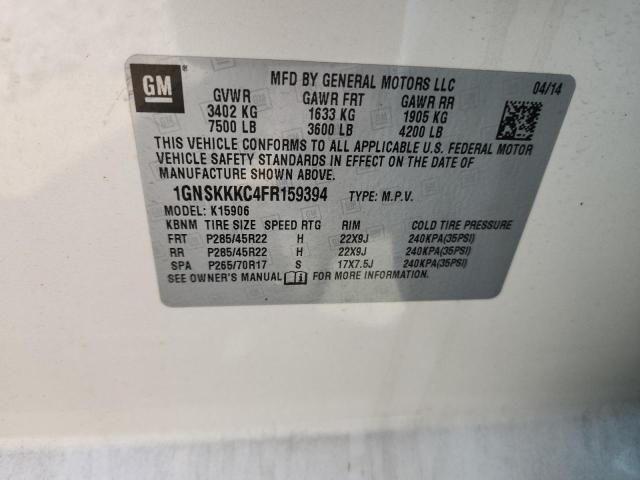 GM
MFD BY GENERAL MOTORS LLC 04/14
GVWR GAWR FRT GAWR RR
3402 KG 1633 KG 1905 KG
7500 LB 3600 LB 4200 LB
THIS VEHICLE CONFORMS TO ALL APPLICABLE U.S. FEDERAL MOTOR
VEHICLE SAFETY STANDARDS IN EFFECT ON THE DATE OF
MANUFACTURE SHOWN ABOVE.
1GNSKKKC4FR159394 TYPE: M.P.V.
MODEL: K15906
KBNM TIRE SIZE SPEED RTG RIM COLD TIRE PRESSURE
FRT P285/45R22 H 22X9J 240KPA(35PSI)
RR P285/45R22 H 22X9J 240KPA(35PSI)
SPA P265/70R17 S 17X7.5J 240KPA(35PSI)
SEE OWNER'S MANUAL FOR MORE INFORMATION